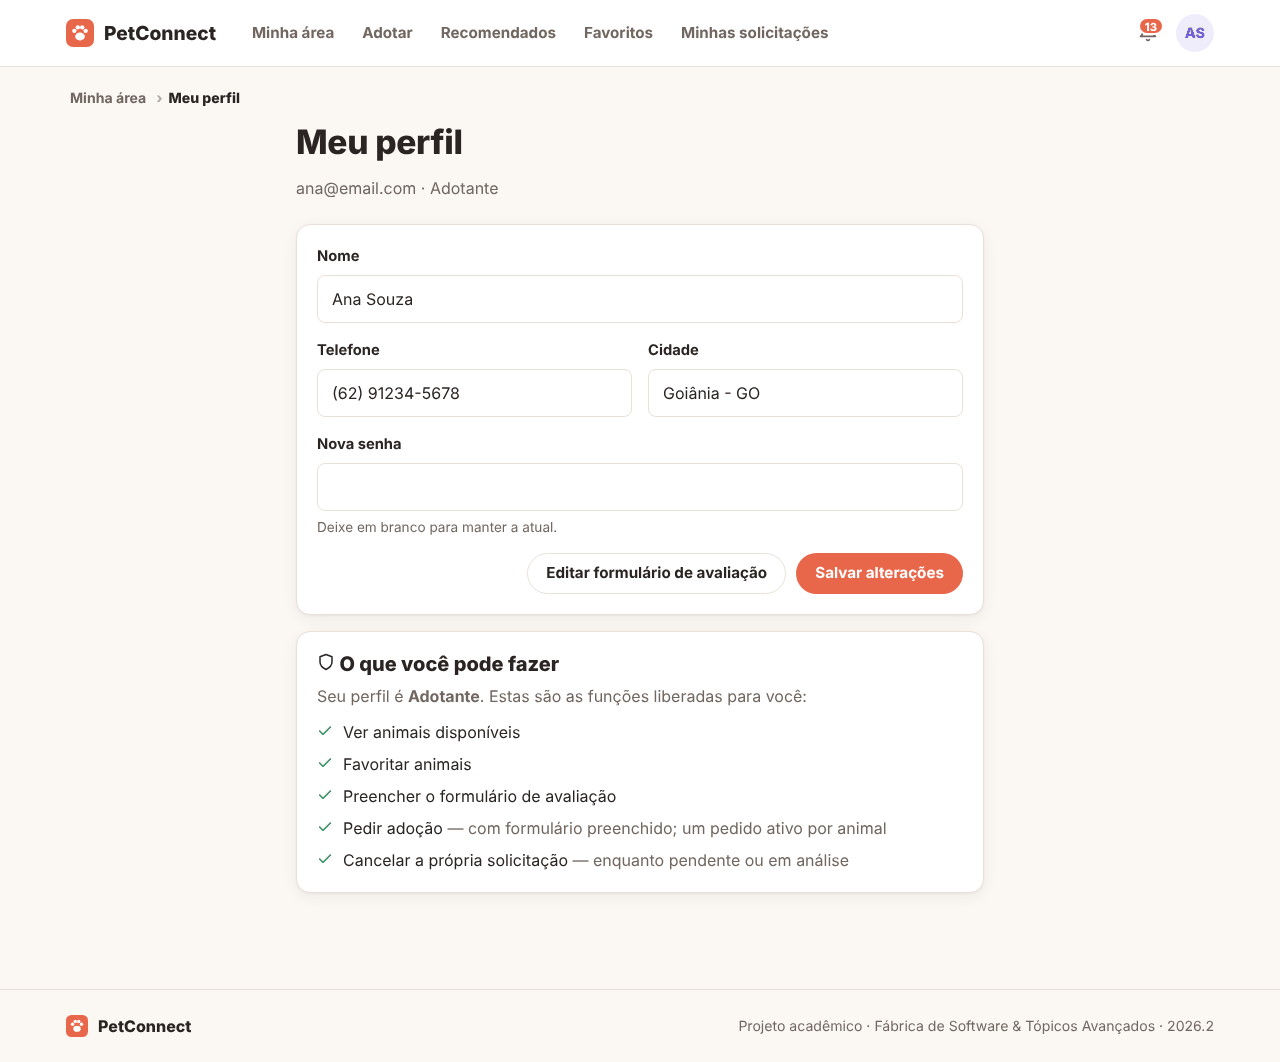 PetConnect
Minha área
Adotar
Recomendados
Favoritos
Minhas solicitações
13
AS
Minha área › Meu perfil
Meu perfil
ana@email.com · Adotante
Nome
Ana Souza
Telefone
Cidade
(62) 91234-5678
Goiânia - GO
Nova senha
Deixe em branco para manter a atual.
Editar formulário de avaliação
Salvar alterações
O que você pode fazer
Seu perfil é Adotante. Estas são as funções liberadas para você:
Ver animais disponíveis
Favoritar animais
Preencher o formulário de avaliação
Pedir adoção — com formulário preenchido; um pedido ativo por animal
Cancelar a própria solicitação — enquanto pendente ou em análise
PetConnect
Projeto acadêmico · Fábrica de Software & Tópicos Avançados · 2026.2